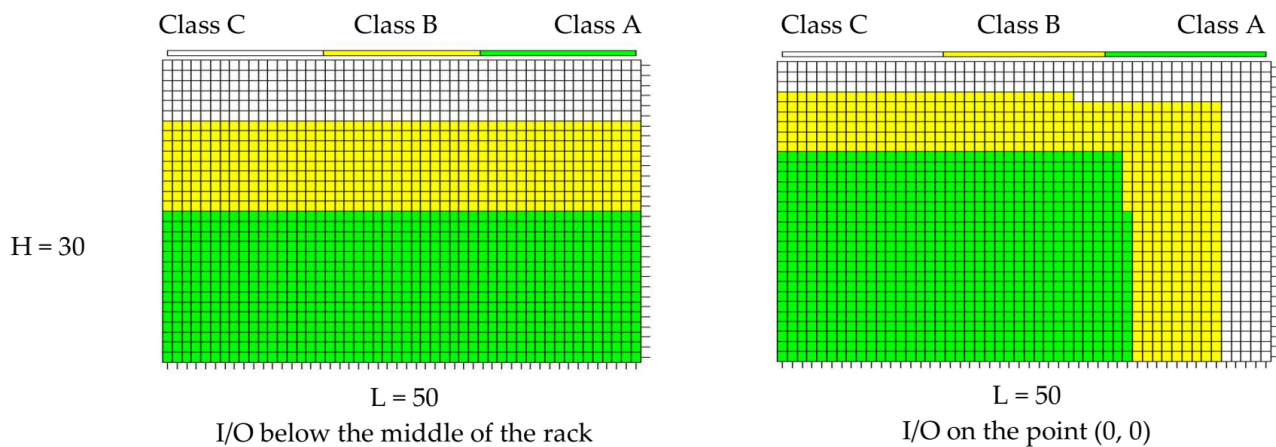 Class C Class B Class A
Class C Class B Class A
H = 30
L = 50
L = 50
I/O below the middle of the rack
I/O on the point (0, 0)